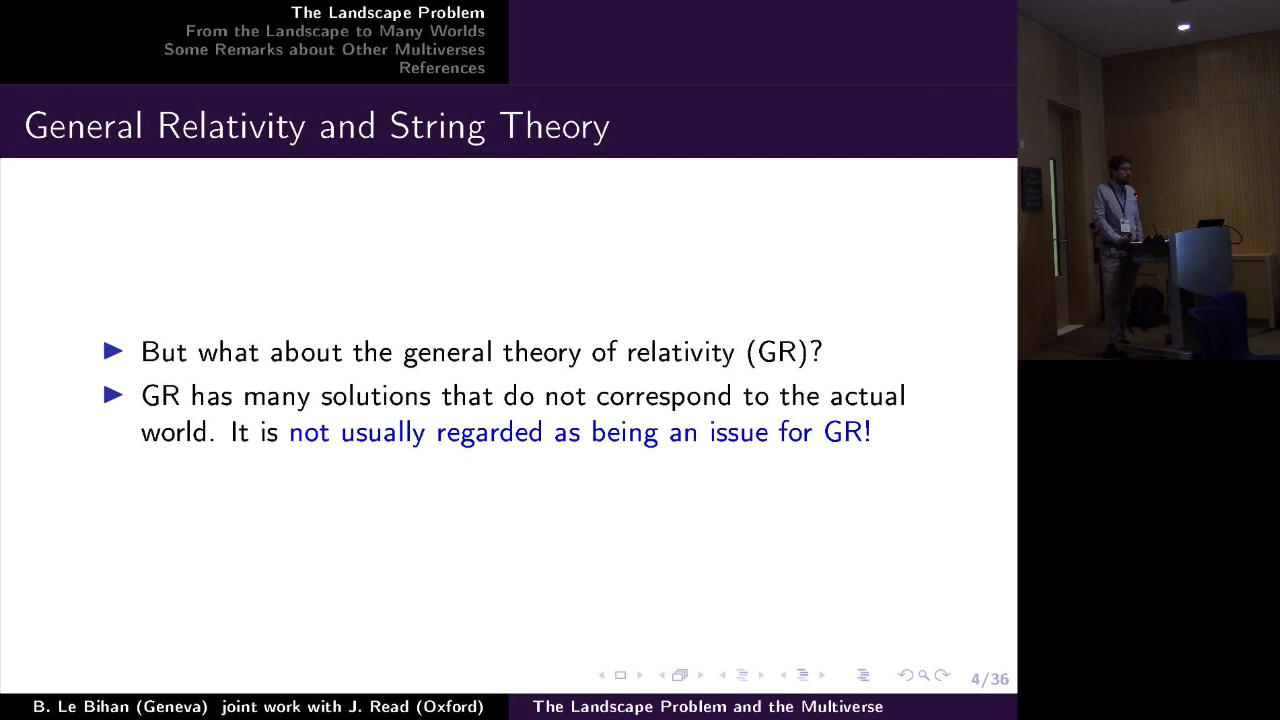 The Landscape Problem
From the Landscape to Many Worlds
Some Remarks about Other Multiverses
References
General Relativity and String Theory
But what about the general theory of relativity (GR)?
GR has many solutions that do not correspond to the actual
world. It is not usually regarded as being an issue for GR!
4/36
B. Le Bihan (Geneva) joint work with J. Read (Oxford)
The Landscape Problem and the Multiverse